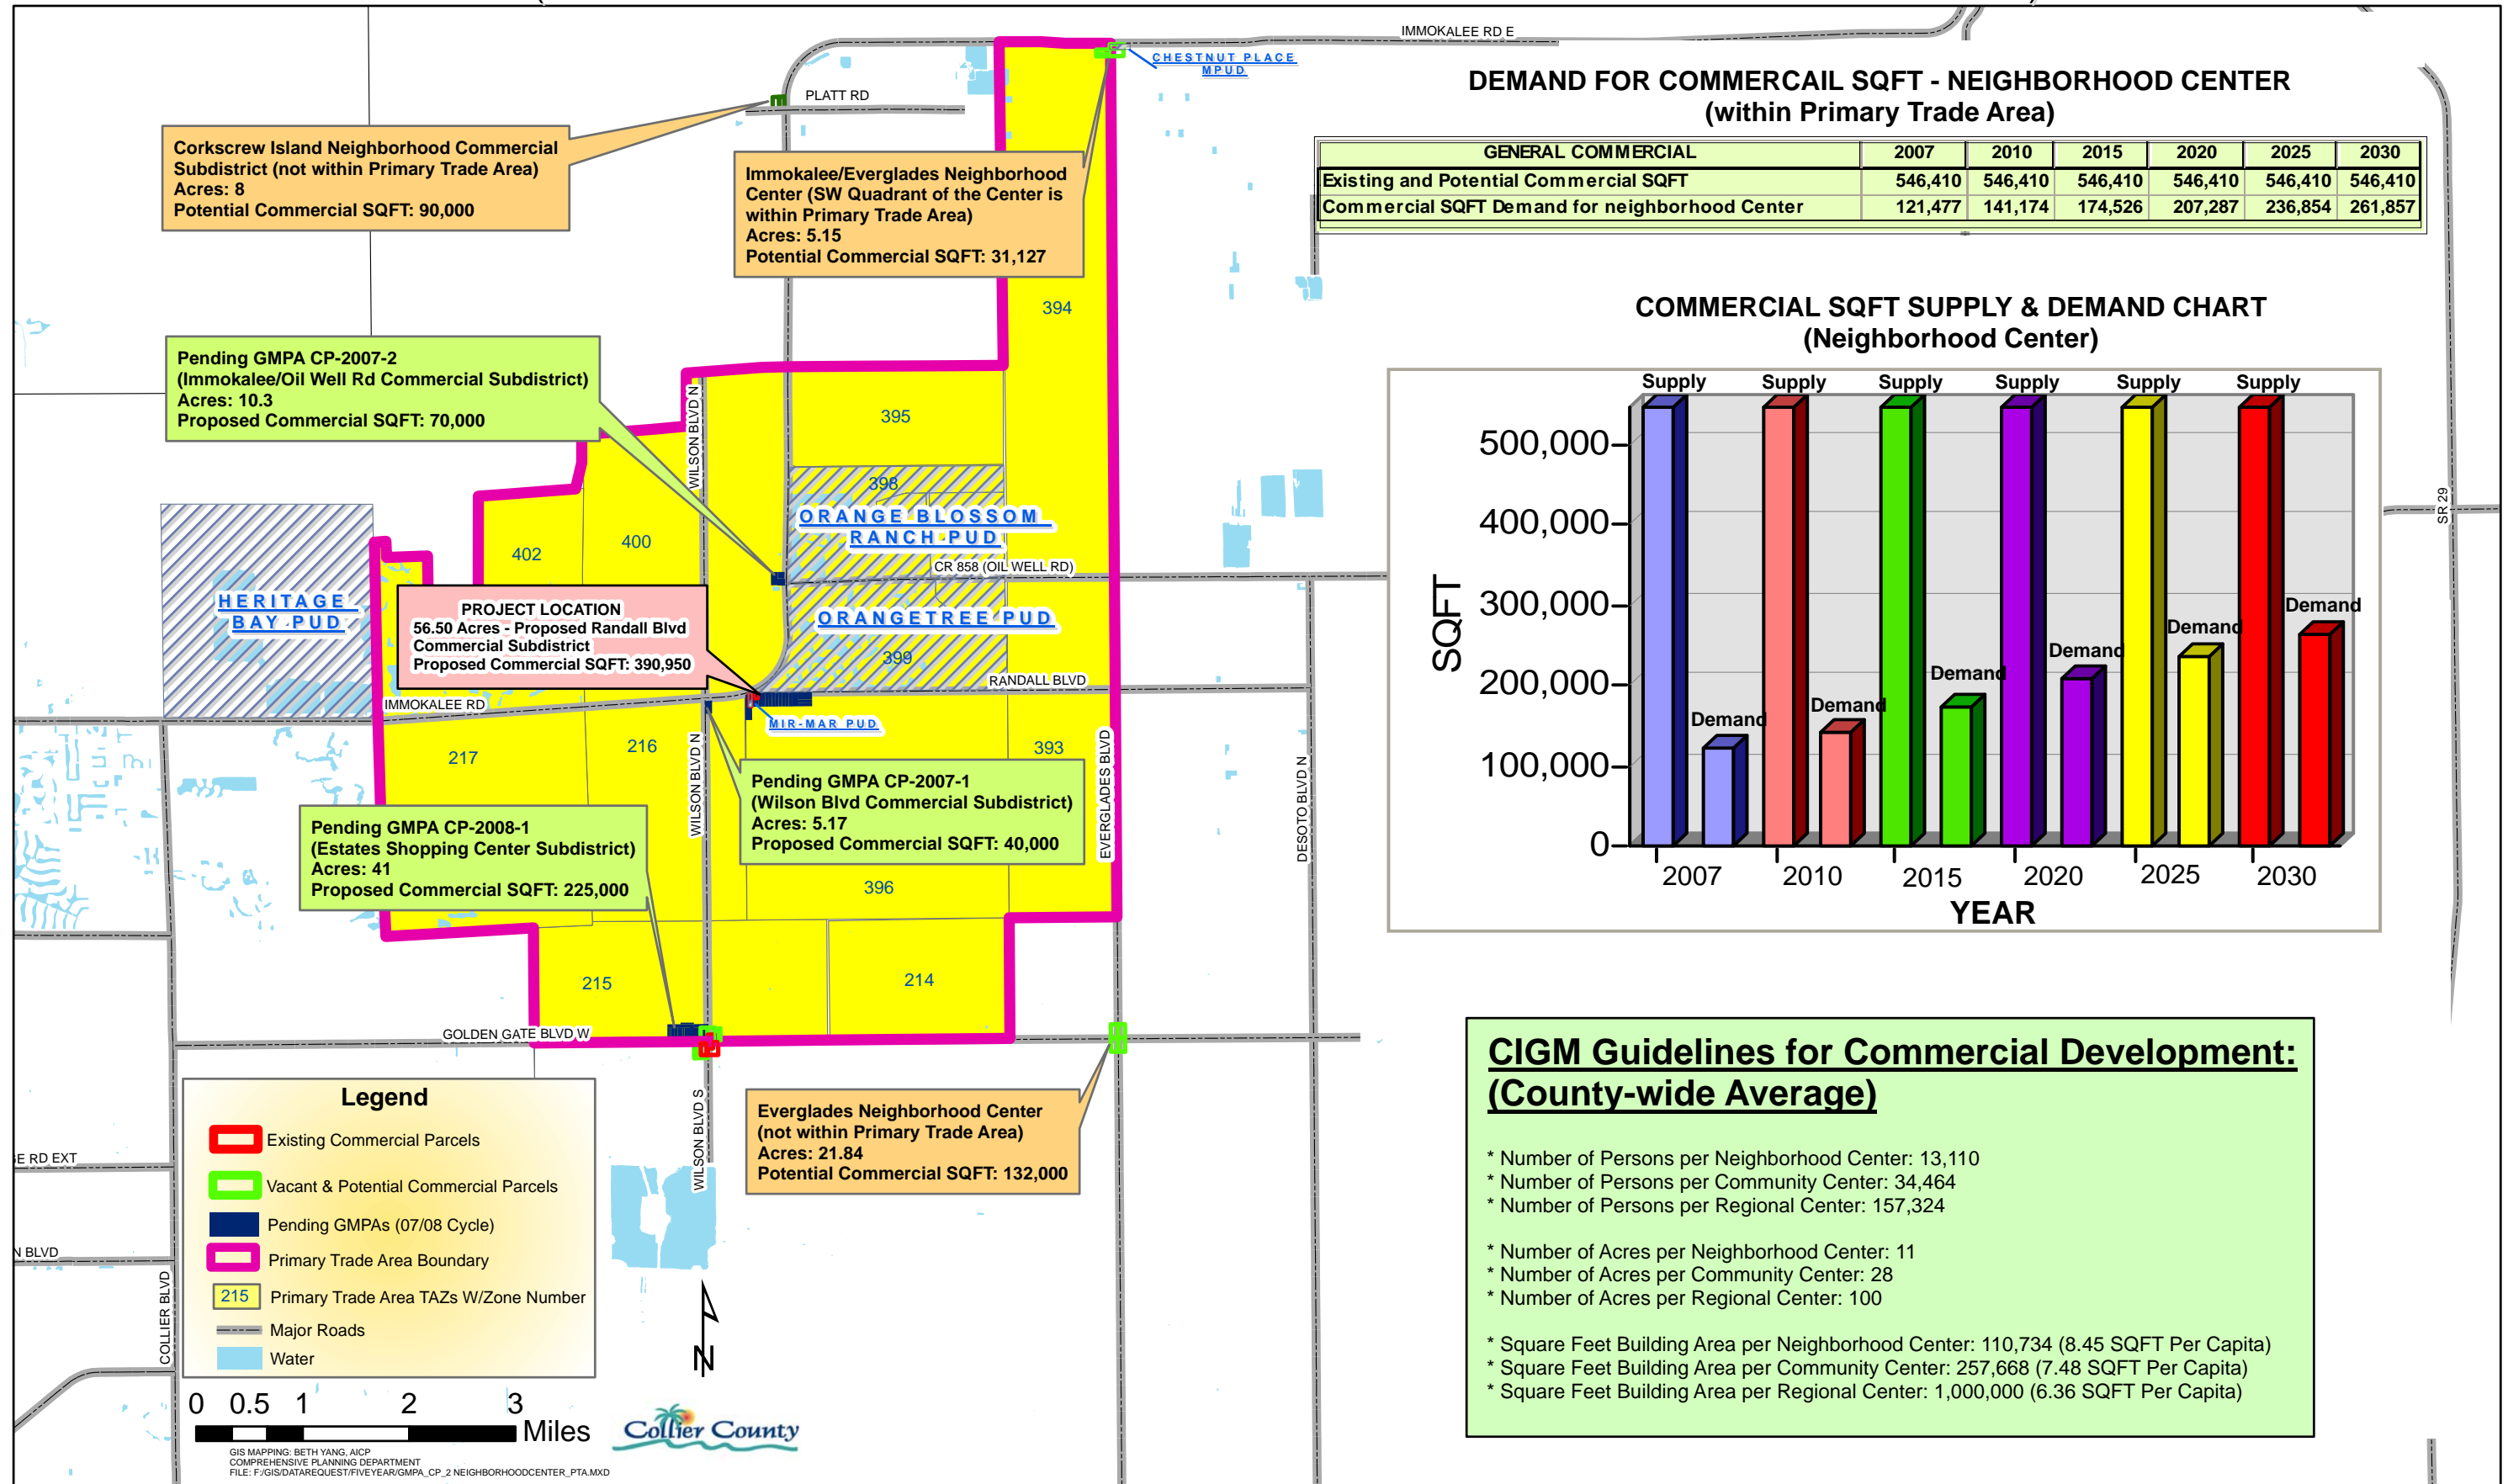 IMMOKALEE RD E
CHESTNUT PLACE
MPUD
PLATT RD
Corkscrew Island Neighborhood Commercial
Subdistrict (not within Primary Trade Area)
Acres: 8
Potential Commercial SQFT: 90,000
Immokalee/Everglades Neighborhood
Center (SW Quadrant of the Center is
within Primary Trade Area)
Acres: 5.15
Potential Commercial SQFT: 31,127
394
Pending GMPA CP-2007-2
(Immokalee/Oil Well Rd Commercial Subdistrict)
Acres: 10.3
Proposed Commercial SQFT: 70,000
WILSON BLVD N
395
398
ORANGE BLOSSOM
RANCH PUD
402
400
CR 858 (OIL WELL RD)
HERITAGE
BAY PUD
PROJECT LOCATION
56.50 Acres - Proposed Randall Blvd
Commercial Subdistrict
Proposed Commercial SQFT: 390,950
ORANGETREE PUD
399
RANDALL BLVD
IMMOKALEE RD
MIR-MAR PUD
217
216
393
WILSON BLVD N
EVERGLADES BLVD
DESOTO BLVD N
SR 29
Pending GMPA CP-2007-1
(Wilson Blvd Commercial Subdistrict)
Acres: 5.17
Proposed Commercial SQFT: 40,000
Pending GMPA CP-2008-1
(Estates Shopping Center Subdistrict)
Acres: 41
Proposed Commercial SQFT: 225,000
396
215
214
GOLDEN GATE BLVD W
WILSON BLVD S
Everglades Neighborhood Center
(not within Primary Trade Area)
Acres: 21.84
Potential Commercial SQFT: 132,000
E RD EXT
N BLVD
COLLIER BLVD
Legend
Existing Commercial Parcels
Vacant & Potential Commercial Parcels
Pending GMPAs (07/08 Cycle)
Primary Trade Area Boundary
215 Primary Trade Area TAZs W/Zone Number
Major Roads
Water
0 0.5 1 2 3
Miles
N
Collier County
GIS MAPPING: BETH YANG, AICP
COMPREHENSIVE PLANNING DEPARTMENT
FILE: F:/GIS/DATAREQUEST/FIVEYEAR/GMPA_CP_2 NEIGHBORHOODCENTER_PTA.MXD
DEMAND FOR COMMERCAIL SQFT - NEIGHBORHOOD CENTER
(within Primary Trade Area)
GENERAL COMMERCIAL 2007 2010 2015 2020 2025 2030
Existing and Potential Commercial SQFT 546,410 546,410 546,410 546,410 546,410 546,410
Commercial SQFT Demand for neighborhood Center 121,477 141,174 174,526 207,287 236,854 261,857
COMMERCIAL SQFT SUPPLY & DEMAND CHART
(Neighborhood Center)
Supply Supply Supply Supply Supply Supply
500,000
400,000
300,000
200,000
100,000
0
SQFT
Demand Demand Demand Demand Demand Demand
2007 2010 2015 2020 2025 2030
YEAR
CIGM Guidelines for Commercial Development:
(County-wide Average)
* Number of Persons per Neighborhood Center: 13,110
* Number of Persons per Community Center: 34,464
* Number of Persons per Regional Center: 157,324
* Number of Acres per Neighborhood Center: 11
* Number of Acres per Community Center: 28
* Number of Acres per Regional Center: 100
* Square Feet Building Area per Neighborhood Center: 110,734 (8.45 SQFT Per Capita)
* Square Feet Building Area per Community Center: 257,668 (7.48 SQFT Per Capita)
* Square Feet Building Area per Regional Center: 1,000,000 (6.36 SQFT Per Capita)